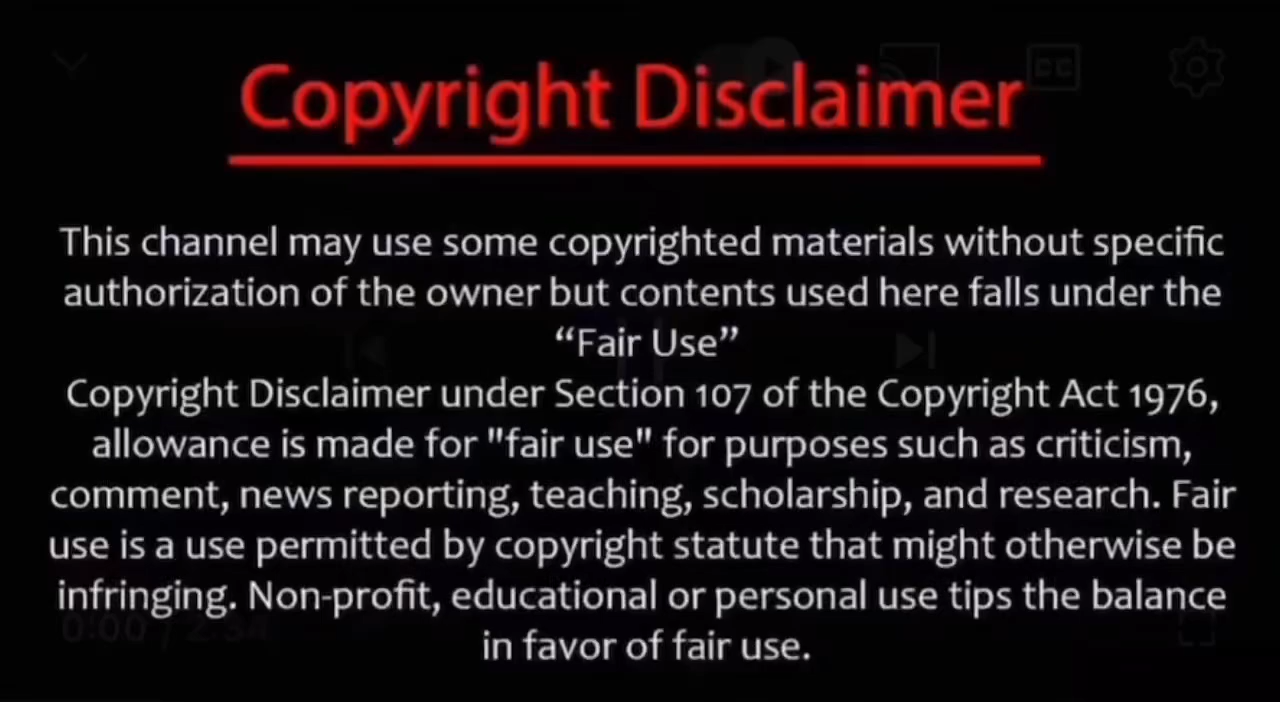 Copyright Disclaimer
This channel may use some copyrighted materials without specific
authorization of the owner but contents used here falls under the
“Fair Use”
Copyright Disclaimer under Section 107 of the Copyright Act 1976,
allowance is made for "fair use" for purposes such as criticism,
comment, news reporting, teaching, scholarship, and research. Fair
use is a use permitted by copyright statute that might otherwise be
infringing. Non-profit, educational or personal use tips the balance
in favor of fair use.